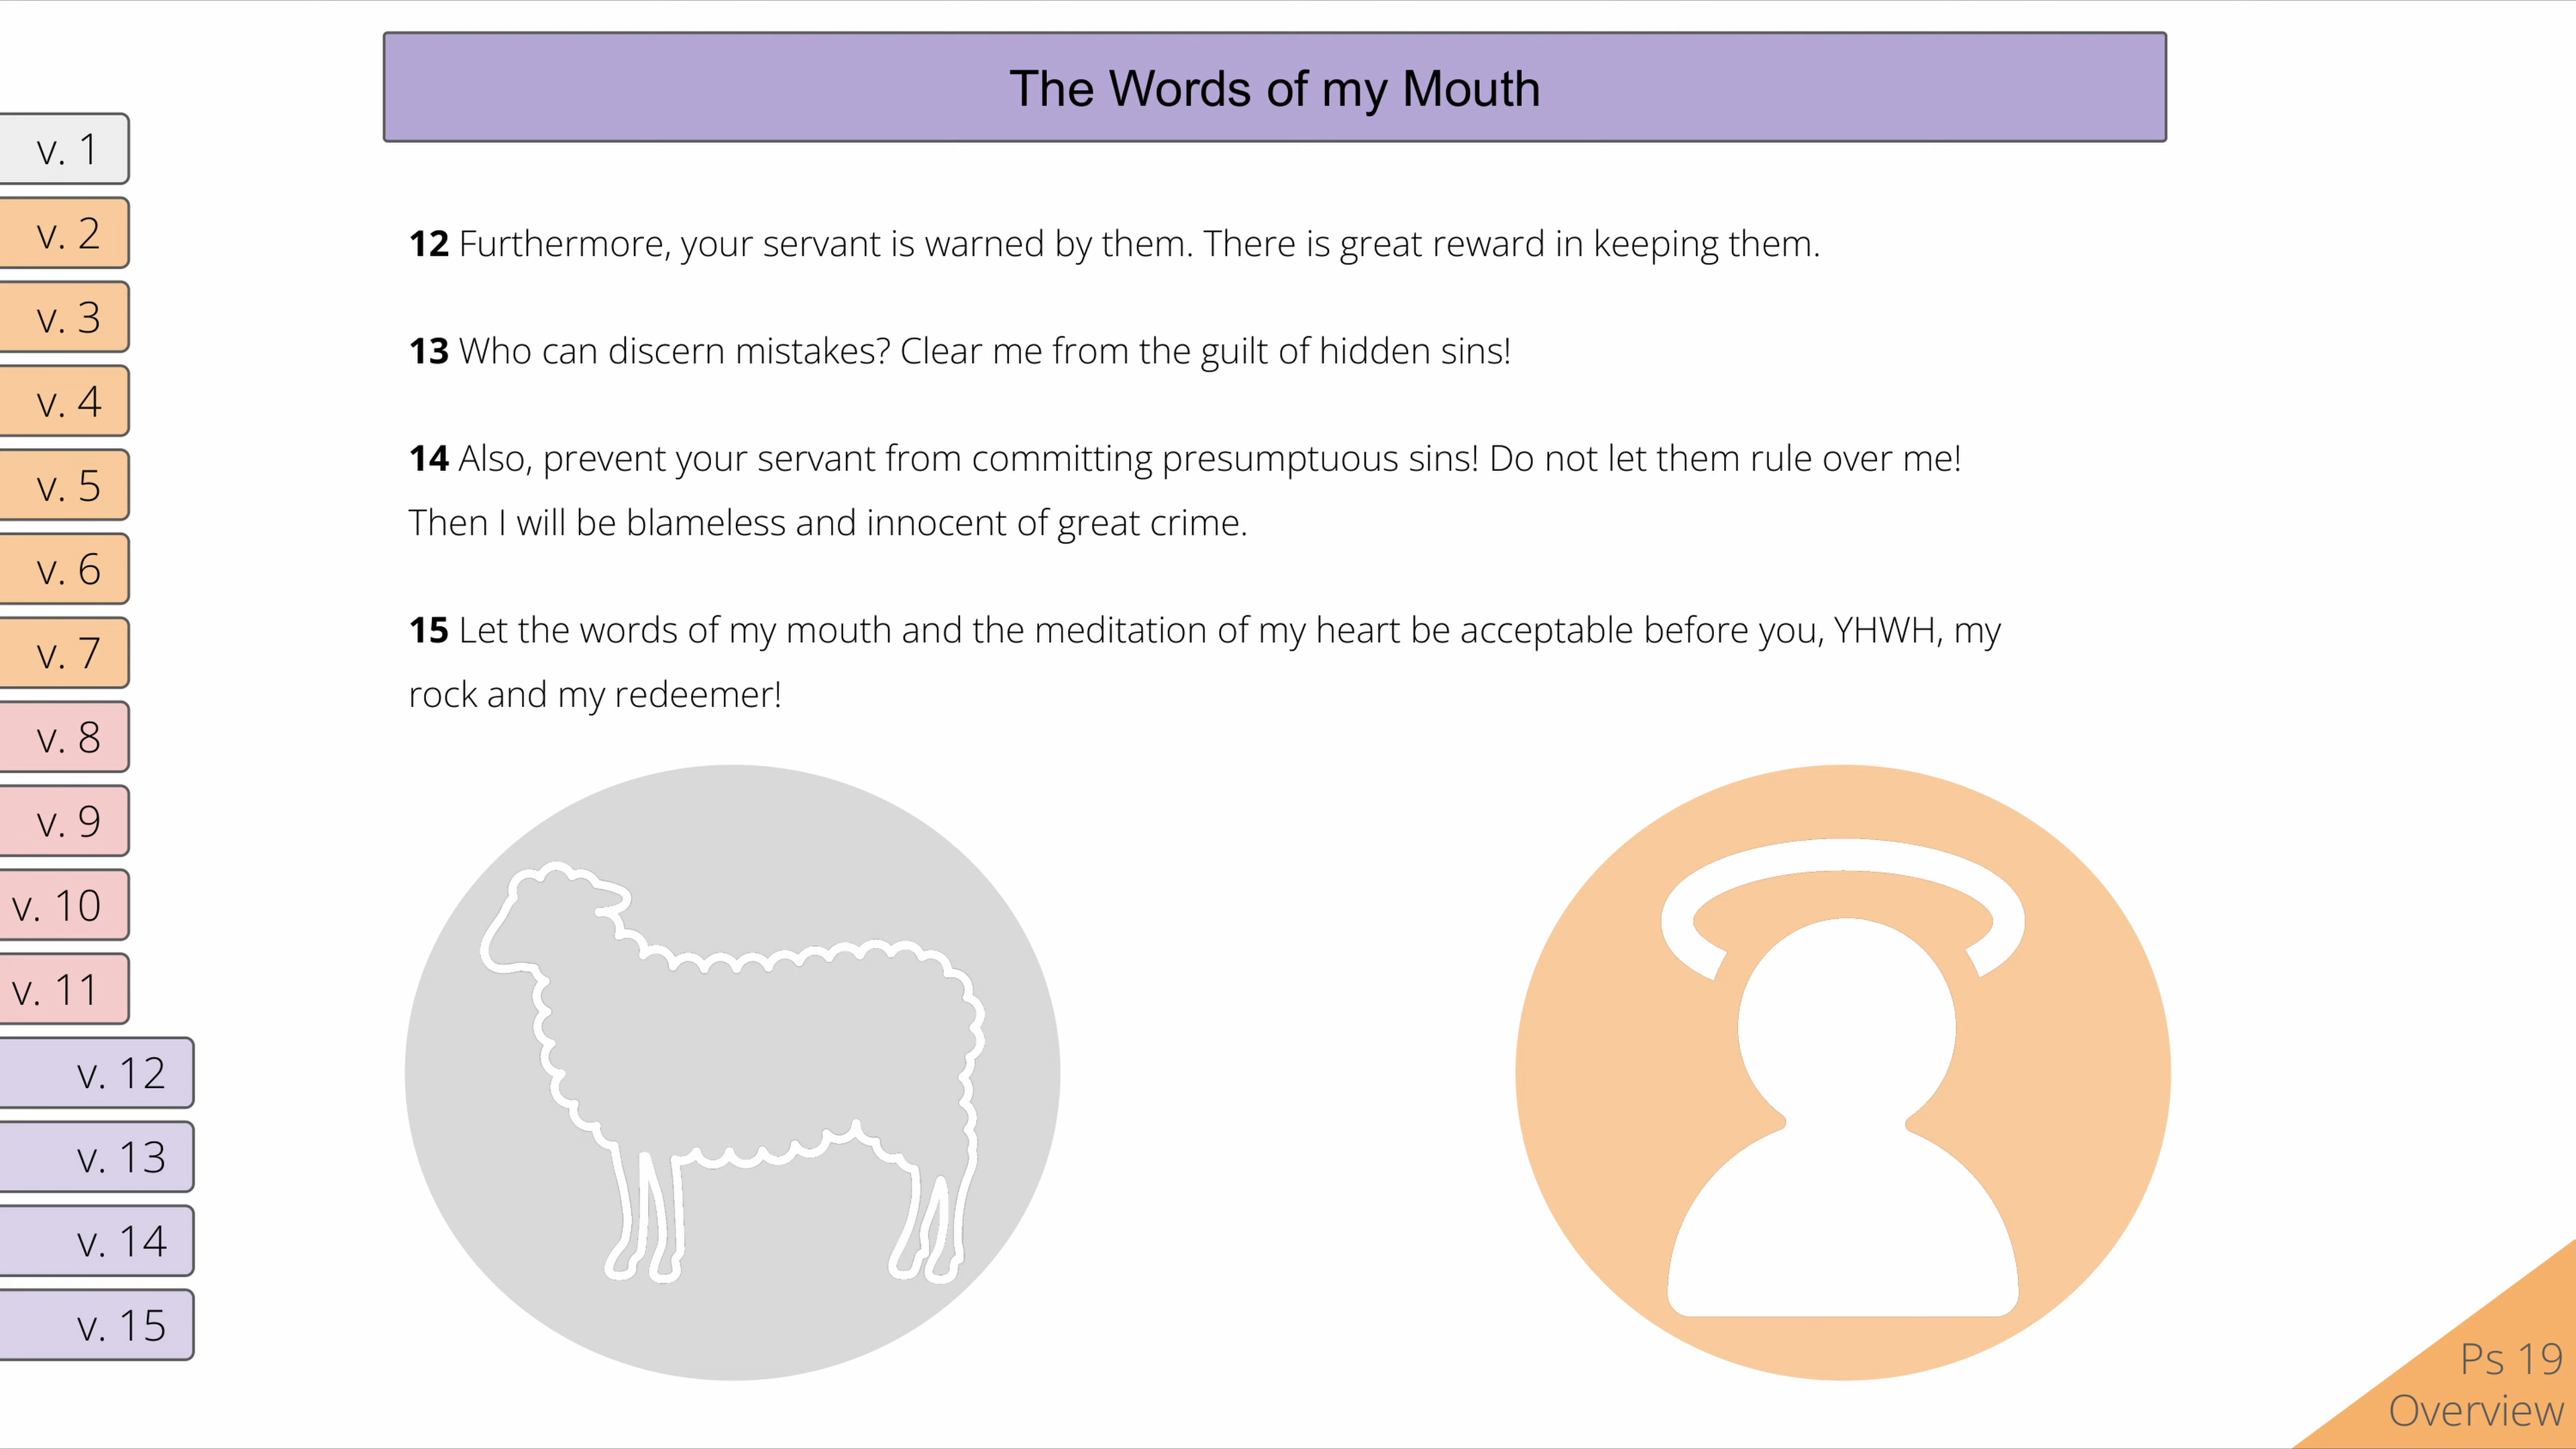 The Words of my Mouth
v. 1
v. 2
v. 3
v. 4
v. 5
v. 6
v. 7
v. 8
v. 9
v. 10
v. 11
v. 12
v. 13
v. 14
v. 15
12 Furthermore, your servant is warned by them. There is great reward in keeping them.
13 Who can discern mistakes? Clear me from the guilt of hidden sins!
14 Also, prevent your servant from committing presumptuous sins! Do not let them rule over me!
Then I will be blameless and innocent of great crime.
15 Let the words of my mouth and the meditation of my heart be acceptable before you, YHWH, my
rock and my redeemer!
Ps 19
Overview